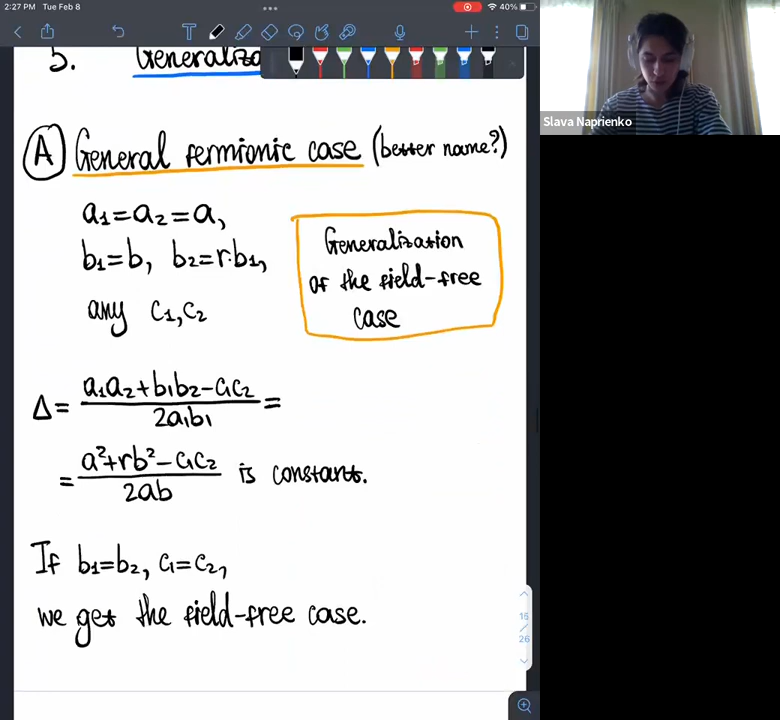 2:27 PM Tue Feb 8
40%
5. Generaliza
A General fermionic case (better name?)
a₁=a₂=a,
b₁=b, b₂=r·b₁,
any c₁,c₂
Generalization
of the field-free
case
Δ= a₁a₂+b₁b₂-c₁c₂ / 2a₁b₁ =
= a²+rb²-c₁c₂ / 2ab is constant.
If b₁=b₂, c₁=c₂,
we get the field-free case.
16
/
26
Slava Naprienko